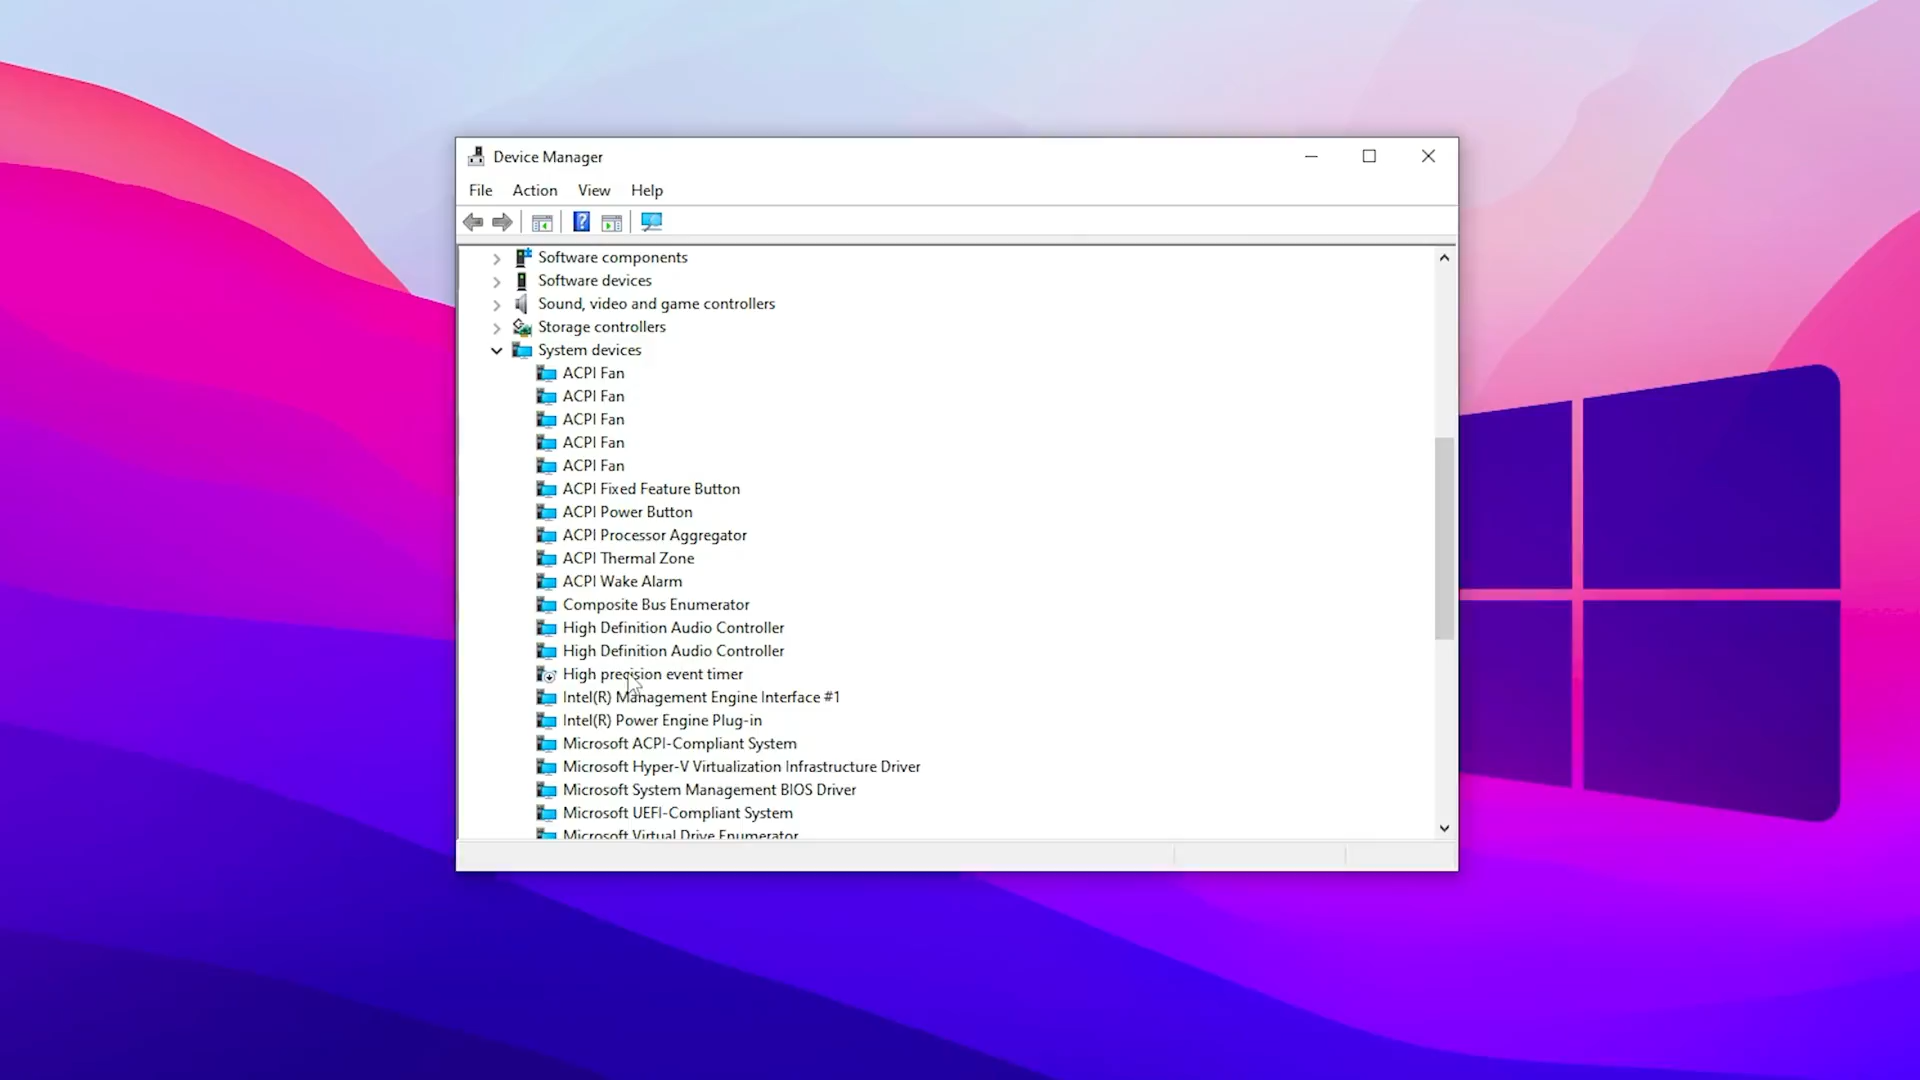 Device Manager
File Action View Help
Software components
Software devices
Sound, video and game controllers
Storage controllers
System devices
ACPI Fan
ACPI Fan
ACPI Fan
ACPI Fan
ACPI Fan
ACPI Fixed Feature Button
ACPI Power Button
ACPI Processor Aggregator
ACPI Thermal Zone
ACPI Wake Alarm
Composite Bus Enumerator
High Definition Audio Controller
High Definition Audio Controller
High precision event timer
Intel(R) Management Engine Interface #1
Intel(R) Power Engine Plug-in
Microsoft ACPI-Compliant System
Microsoft Hyper-V Virtualization Infrastructure Driver
Microsoft System Management BIOS Driver
Microsoft UEFI-Compliant System
Microsoft Virtual Drive Enumerator